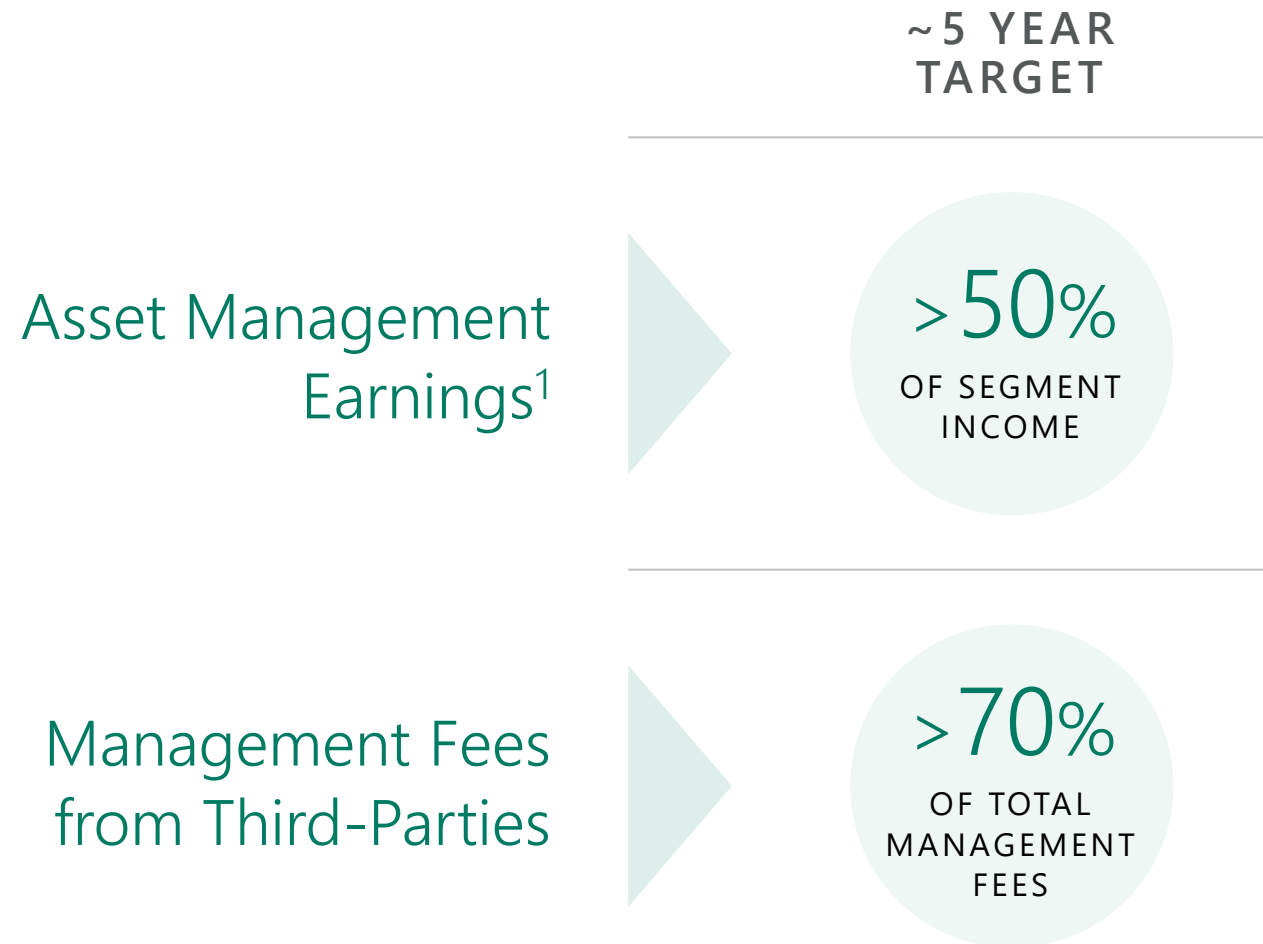 ~5 YEAR
TARGET
Asset Management
Earnings¹
>50%
OF SEGMENT
INCOME
Management Fees
from Third-Parties
>70%
OF TOTAL
MANAGEMENT
FEES